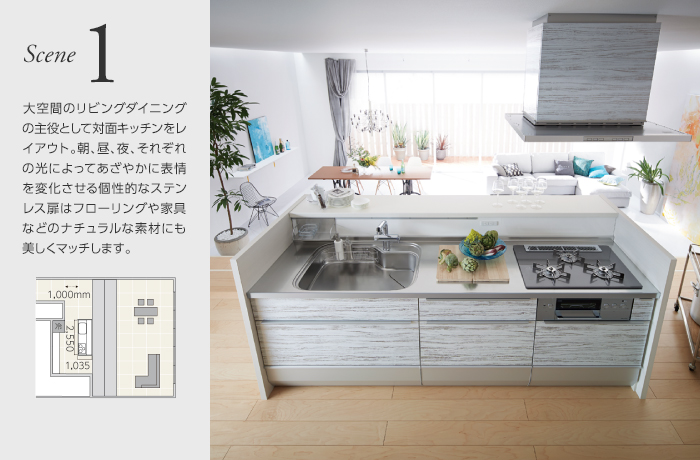 Scene 1
大空間のリビングダイニング
の主役として対面キッチンをレ
イアウト。朝、昼、夜、それぞれ
の光によってあざやかに表情
を変化させる個性的なステン
レス扉はフローリングや家具
などのナチュラルな素材にも
美しくマッチします。
1,000mm
冷
2,550
1,035